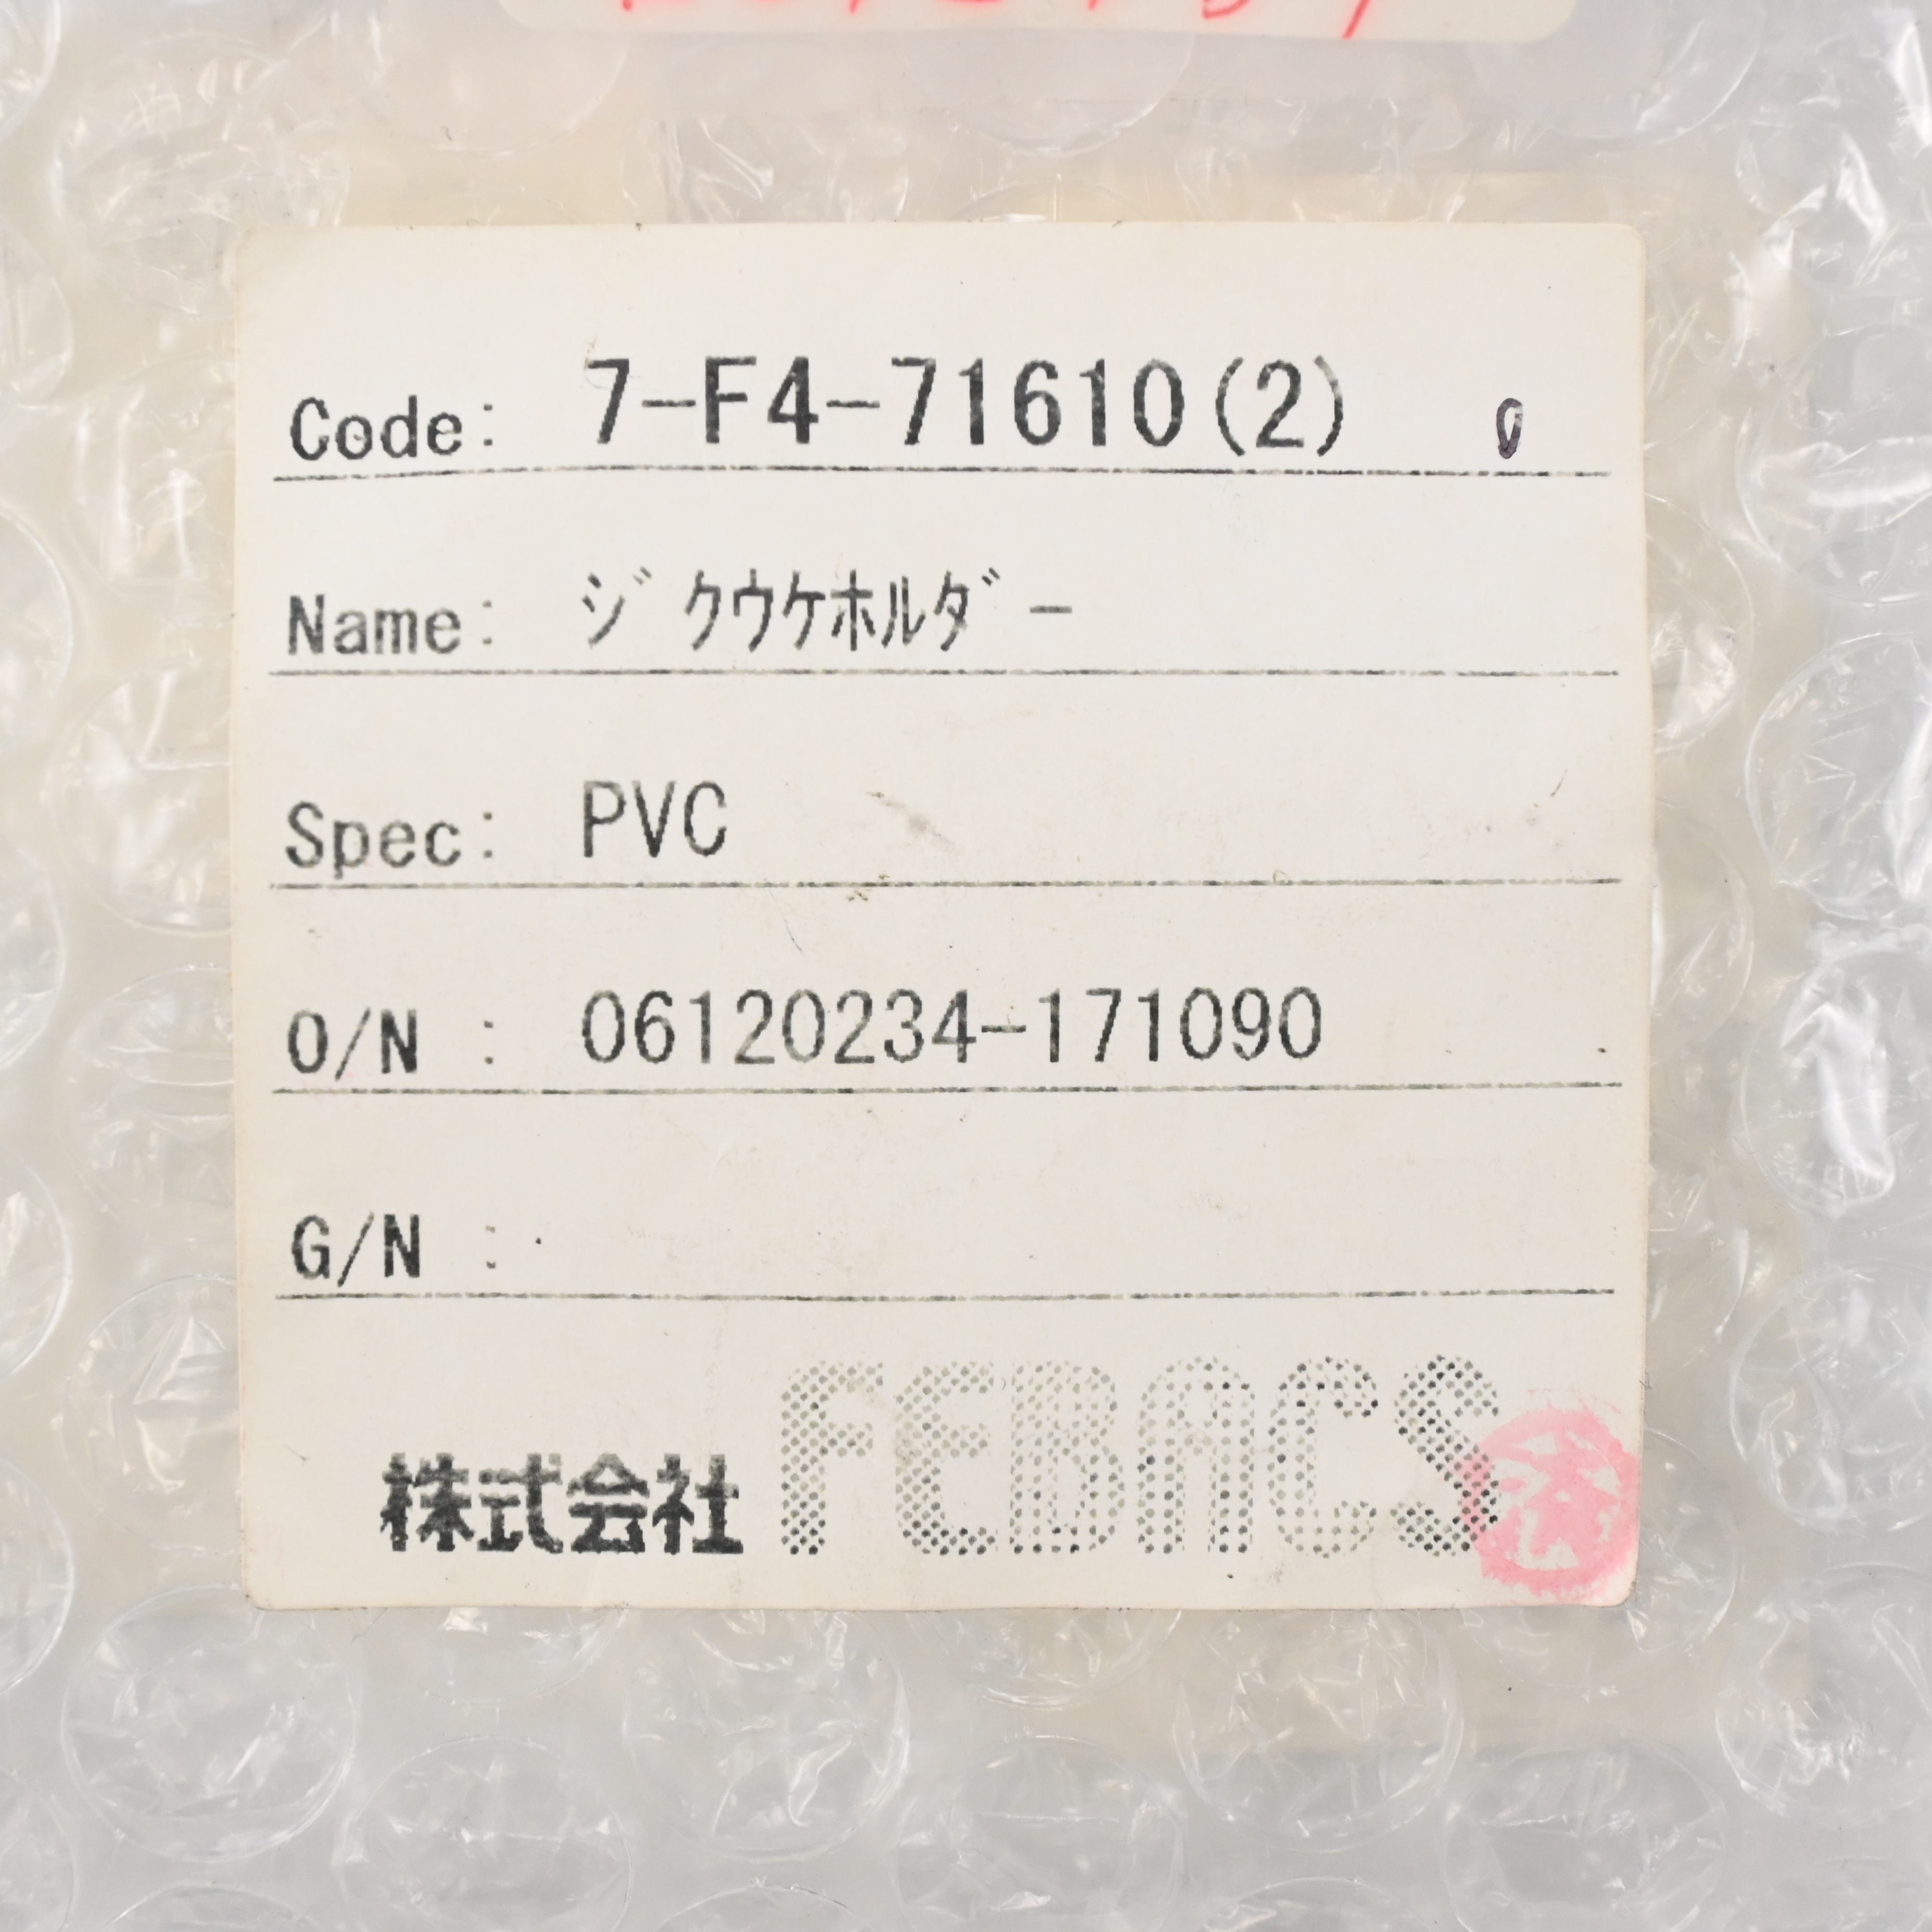 Code: 7-F4-71610(2) 0
Name: ｼﾞｸｳｹﾎﾙﾀﾞｰ
Spec: PVC
O/N : 06120234-171090
G/N :
株式会社 FEBACS